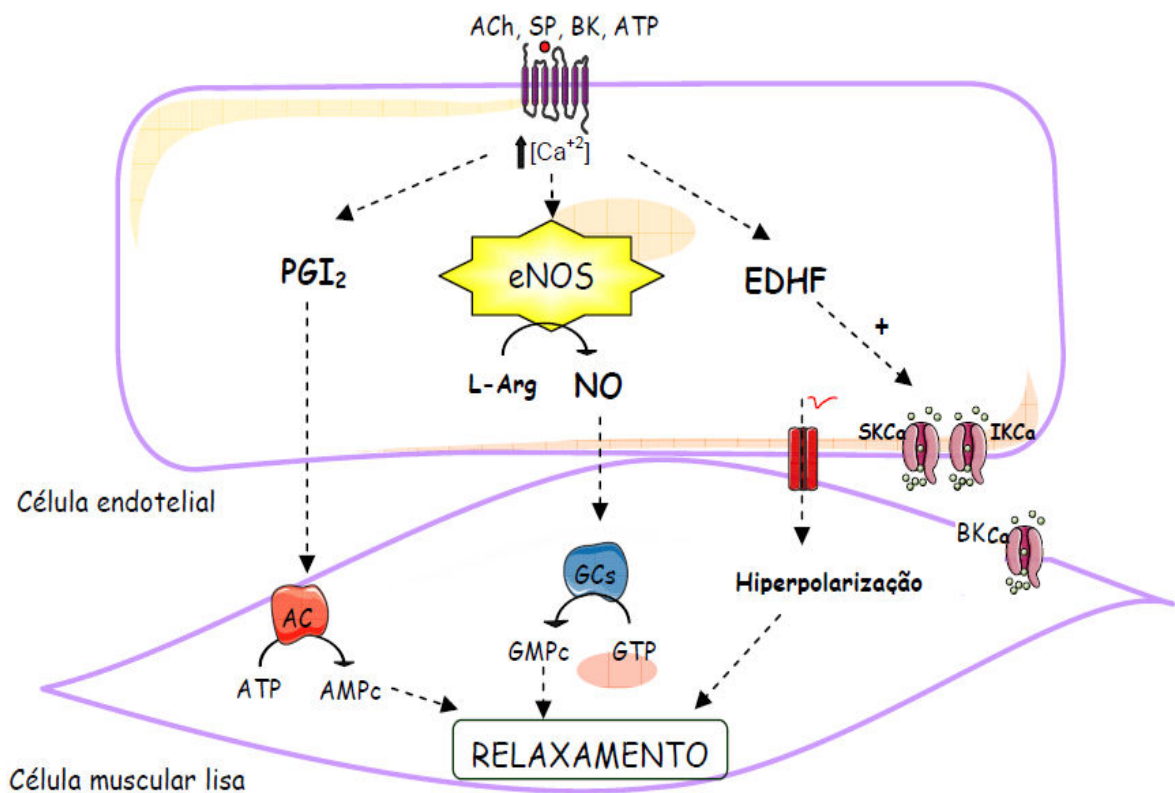 ACh, SP, BK, ATP
[Ca⁺²]
PGI₂
eNOS
EDHF
+
L-Arg
NO
SKCa
IKCa
Célula endotelial
BKCa
GCs
Hiperpolarização
AC
GMPc
GTP
ATP
AMPc
RELAXAMENTO
Célula muscular lisa